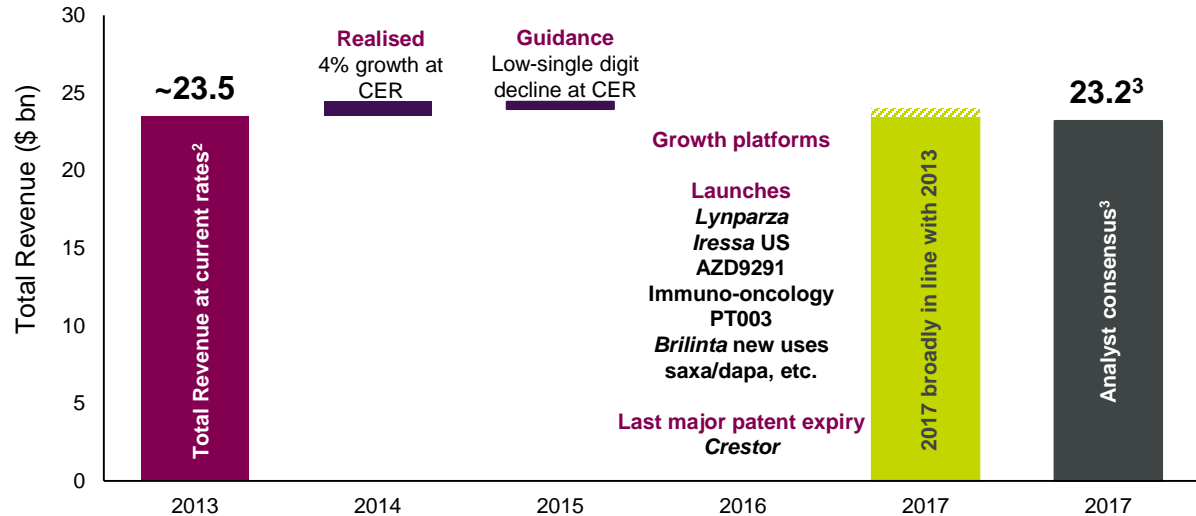 Total Revenue ($ bn)
30
25
20
15
10
5
0
~23.5
Total Revenue at current rates²
Realised
4% growth at
CER
Guidance
Low-single digit
decline at CER
Growth platforms
Launches
Lynparza
Iressa US
AZD9291
Immuno-oncology
PT003
Brilinta new uses
saxa/dapa, etc.
Last major patent expiry
Crestor
2017 broadly in line with 2013
23.2³
Analyst consensus³
2013
2014
2015
2016
2017
2017